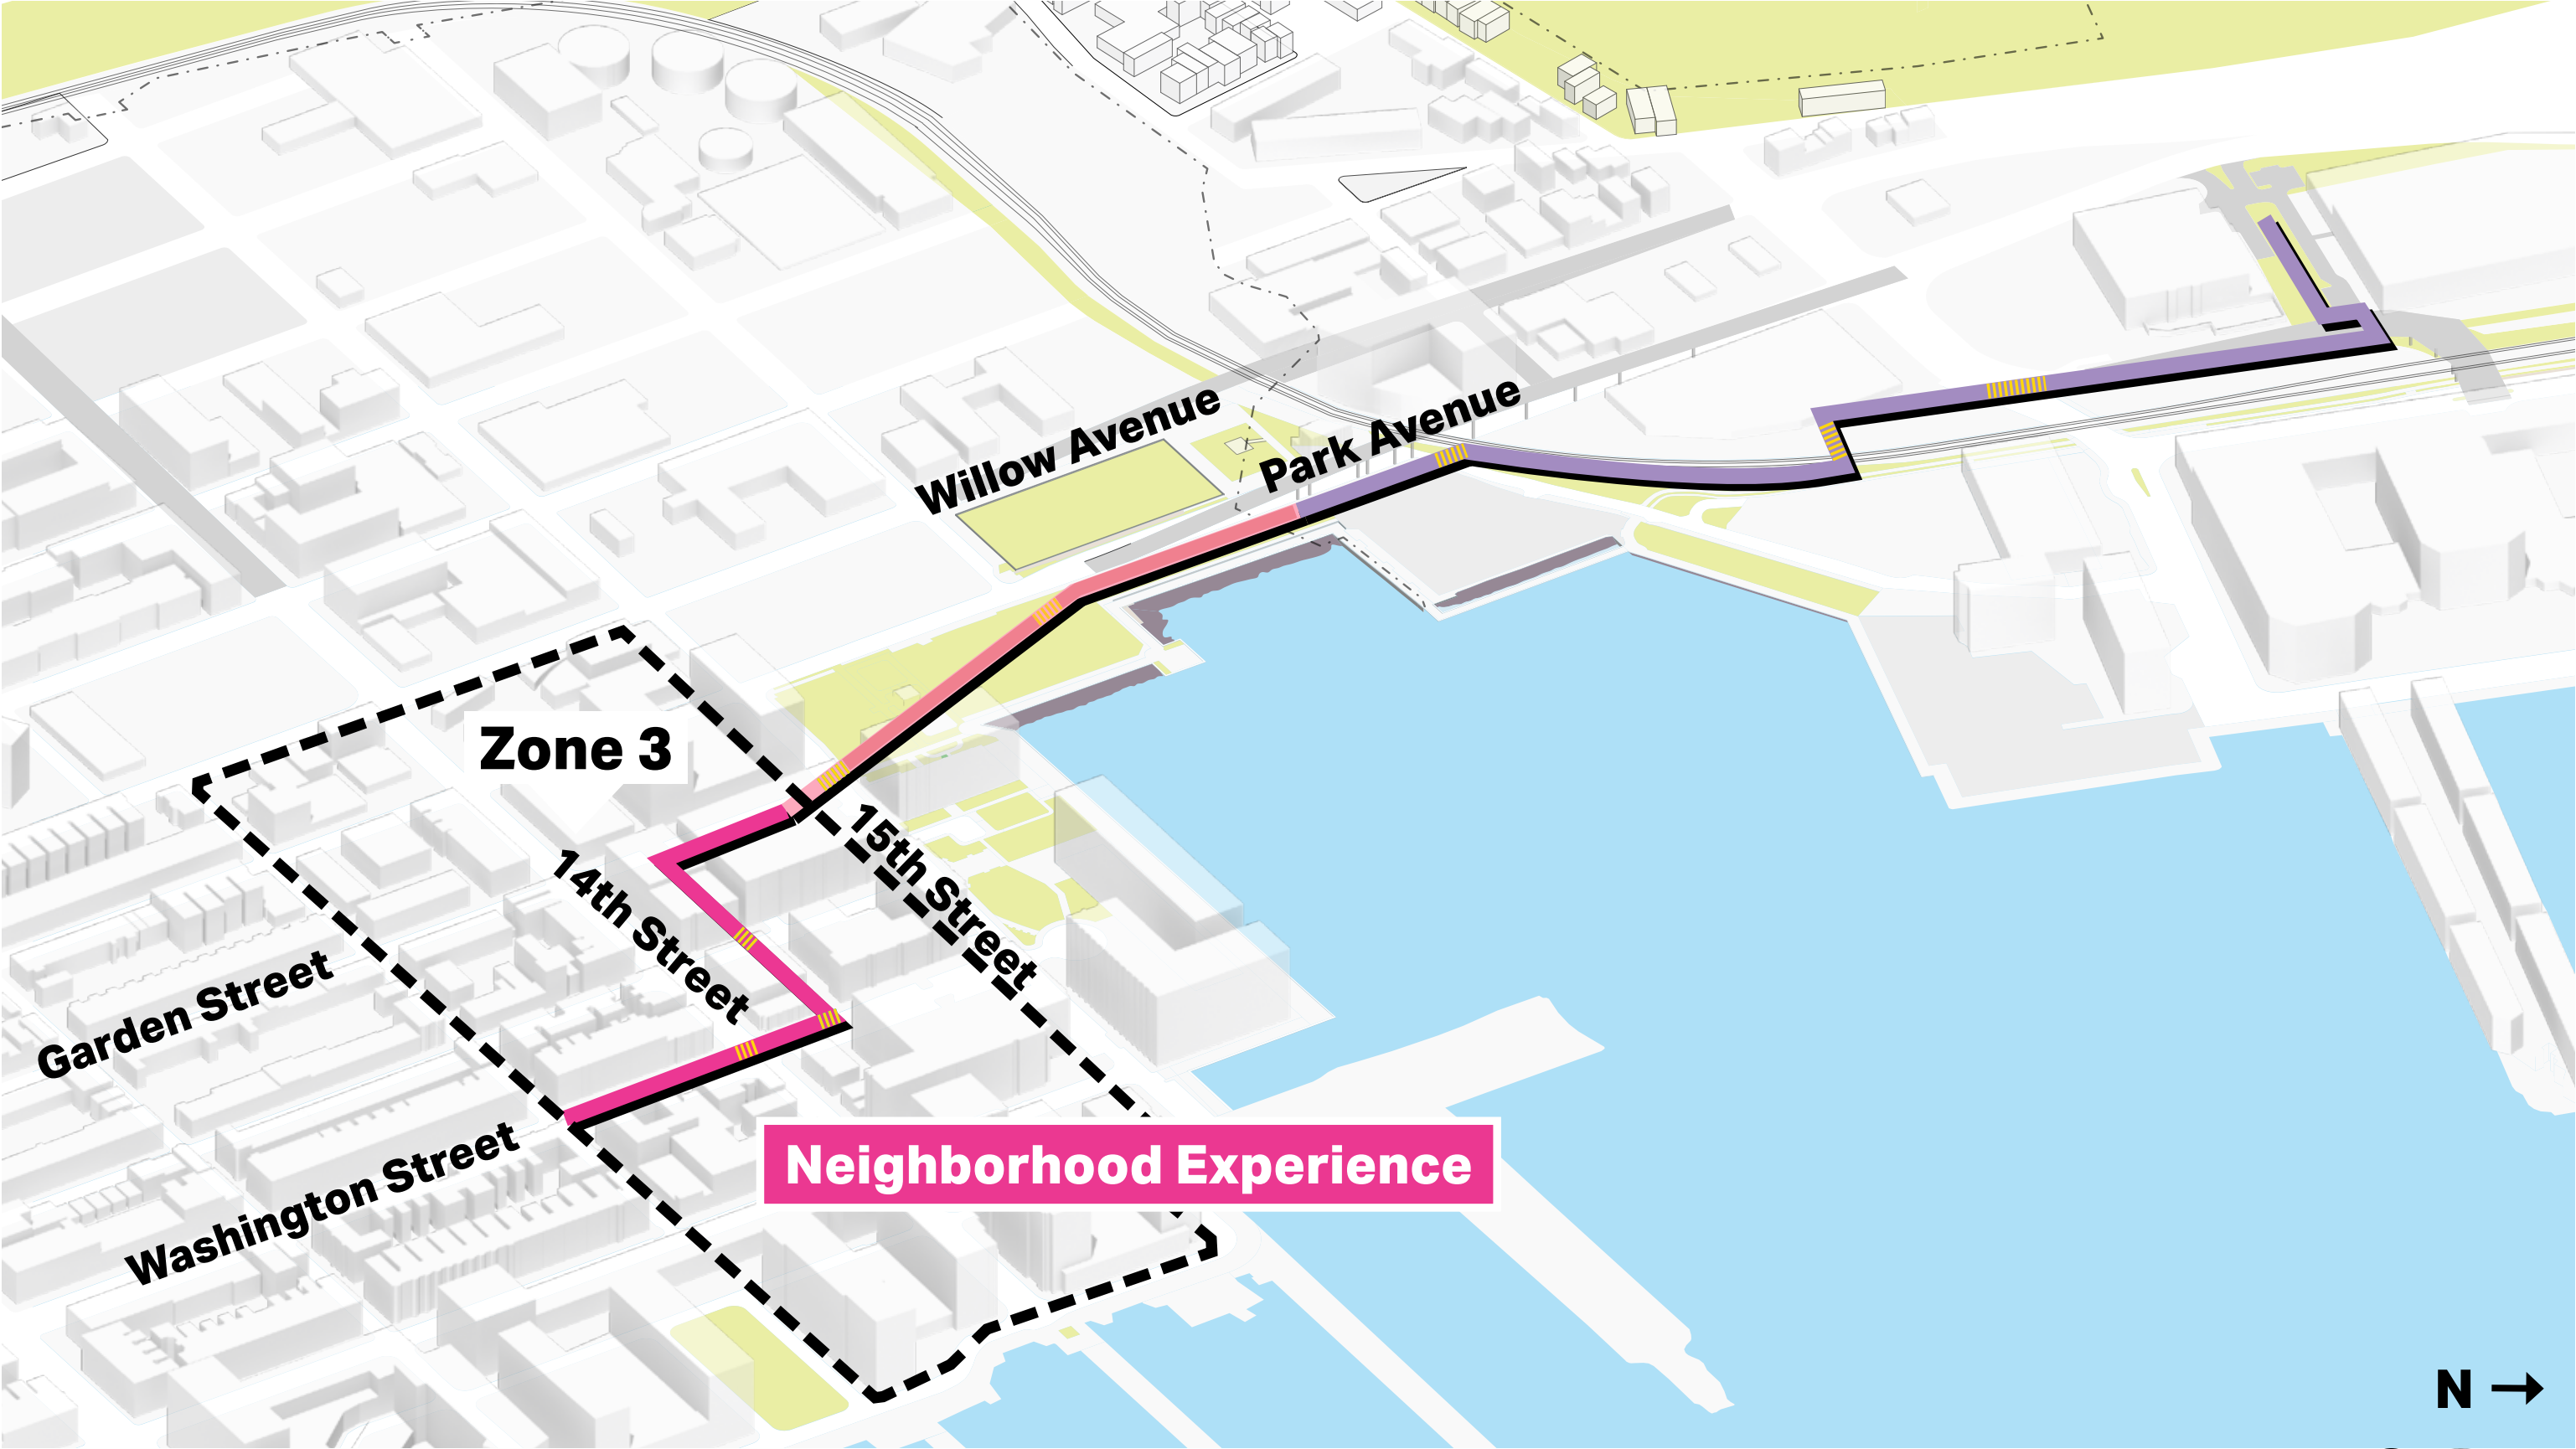 Willow Avenue
Park Avenue
Zone 3
15th Street
14th Street
Garden Street
Washington Street
Neighborhood Experience
N →